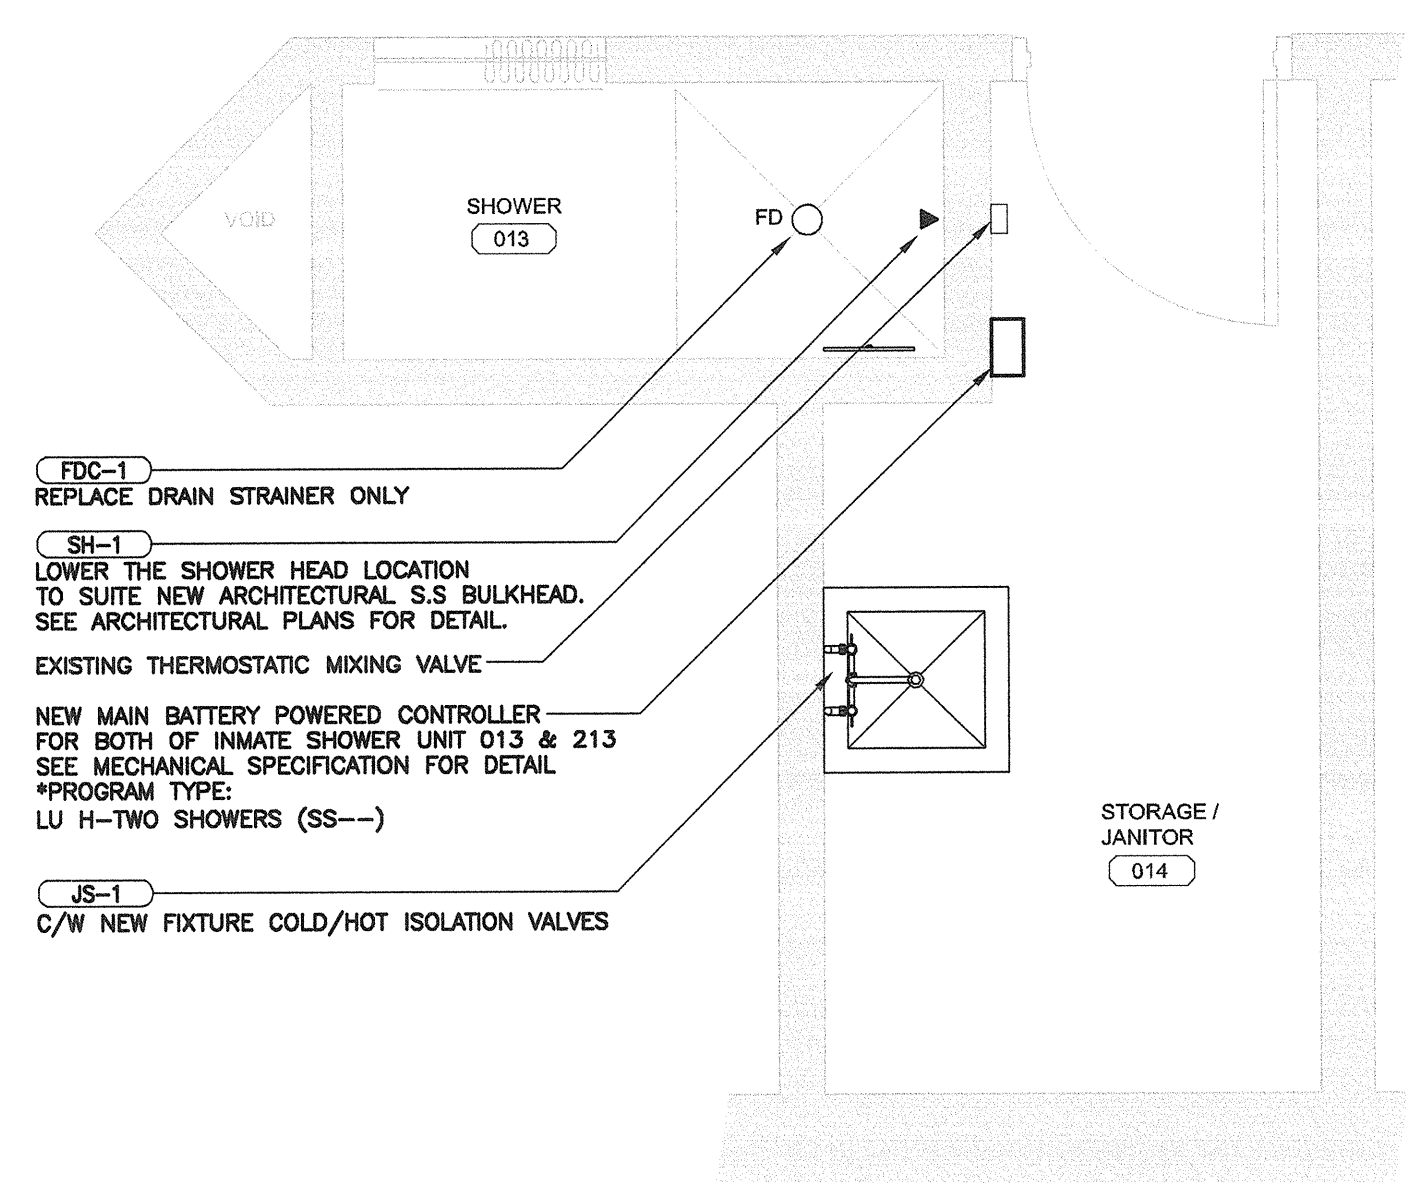 VOID
SHOWER
013
FD
FDC-1
REPLACE DRAIN STRAINER ONLY
SH-1
LOWER THE SHOWER HEAD LOCATION
TO SUITE NEW ARCHITECTURAL S.S BULKHEAD.
SEE ARCHITECTURAL PLANS FOR DETAIL.
EXISTING THERMOSTATIC MIXING VALVE
NEW MAIN BATTERY POWERED CONTROLLER
FOR BOTH OF INMATE SHOWER UNIT 013 & 213
SEE MECHANICAL SPECIFICATION FOR DETAIL
*PROGRAM TYPE:
LU H-TWO SHOWERS (SS--)
STORAGE /
JANITOR
014
JS-1
C/W NEW FIXTURE COLD/HOT ISOLATION VALVES